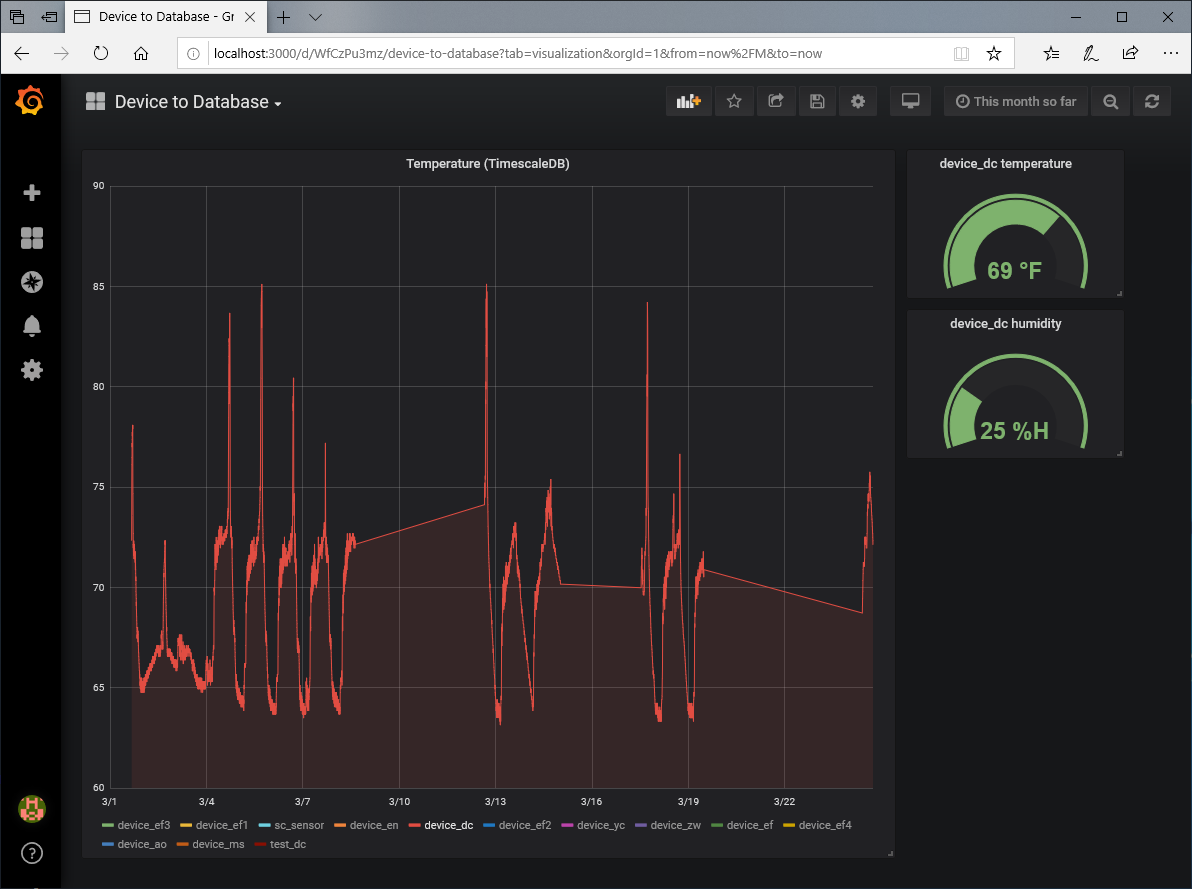 Device to Database - Gr
localhost:3000/d/WfCzPu3mz/device-to-database?tab=visualization&orgId=1&from=now%2FM&to=now
Device to Database
This month so far
Temperature (TimescaleDB)
90
85
80
75
70
65
60
3/1 3/4 3/7 3/10 3/13 3/16 3/19 3/22
device_ef3 device_ef1 sc_sensor device_en device_dc device_ef2 device_yc device_zw device_ef device_ef4
device_ao device_ms test_dc
device_dc temperature
69 °F
device_dc humidity
25 %H
?